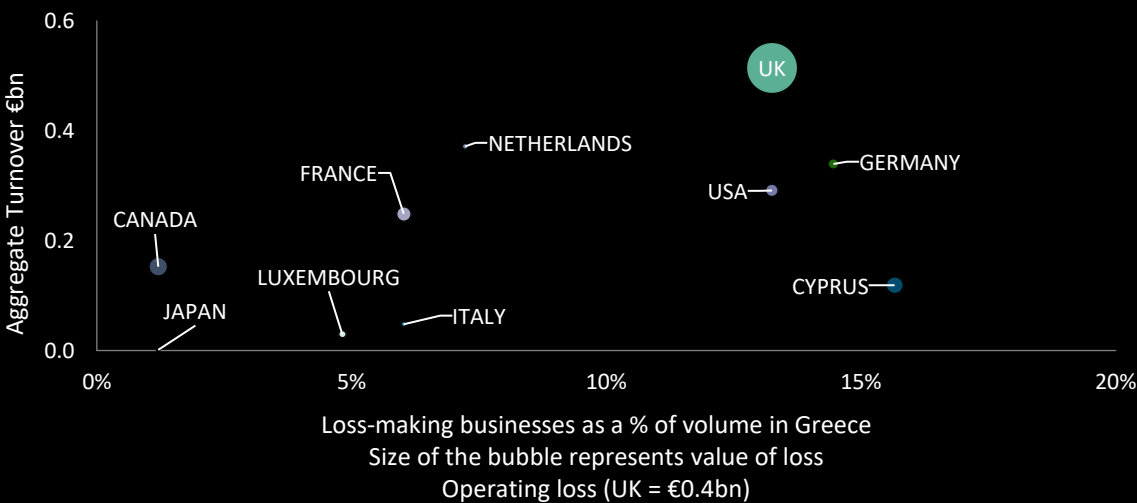 Aggregate Turnover €bn
0.6
0.4
0.2
0.0
UK
NETHERLANDS
GERMANY
FRANCE
USA
CANADA
LUXEMBOURG
CYPRUS
JAPAN
ITALY
0%
5%
10%
15%
20%
Loss-making businesses as a % of volume in Greece
Size of the bubble represents value of loss
Operating loss (UK = €0.4bn)